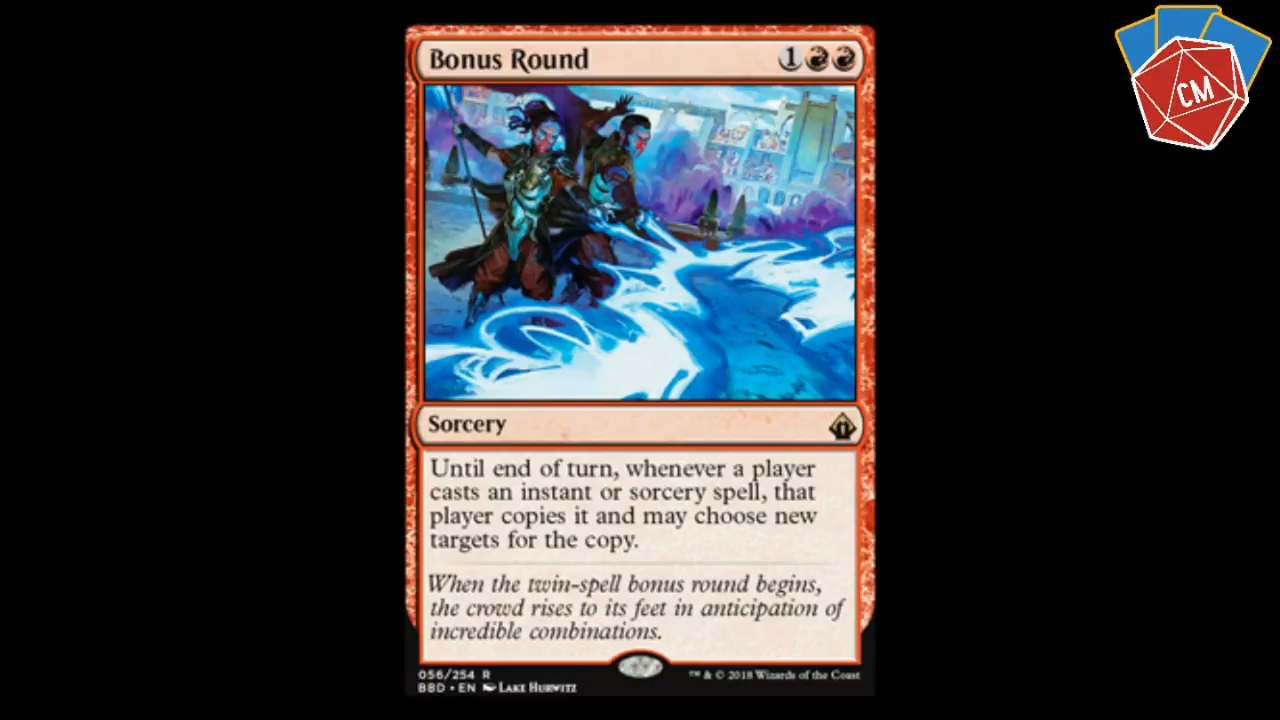 Bonus Round 1
CM
Sorcery
Until end of turn, whenever a player
casts an instant or sorcery spell, that
player copies it and may choose new
targets for the copy.
When the twin-spell bonus round begins,
the crowd rises to its feet in anticipation of
incredible combinations.
056/254 R
BBD • EN Lake Hurwitz
™ & © 2018 Wizards of the Coast